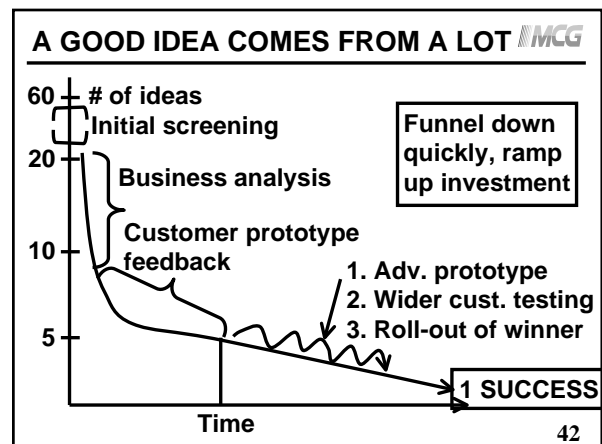 A GOOD IDEA COMES FROM A LOT
MCG
60
# of ideas
Initial screening
Funnel down
quickly, ramp
up investment
20
Business analysis
10
Customer prototype
feedback
1. Adv. prototype
2. Wider cust. testing
3. Roll-out of winner
5
1 SUCCESS
Time
42